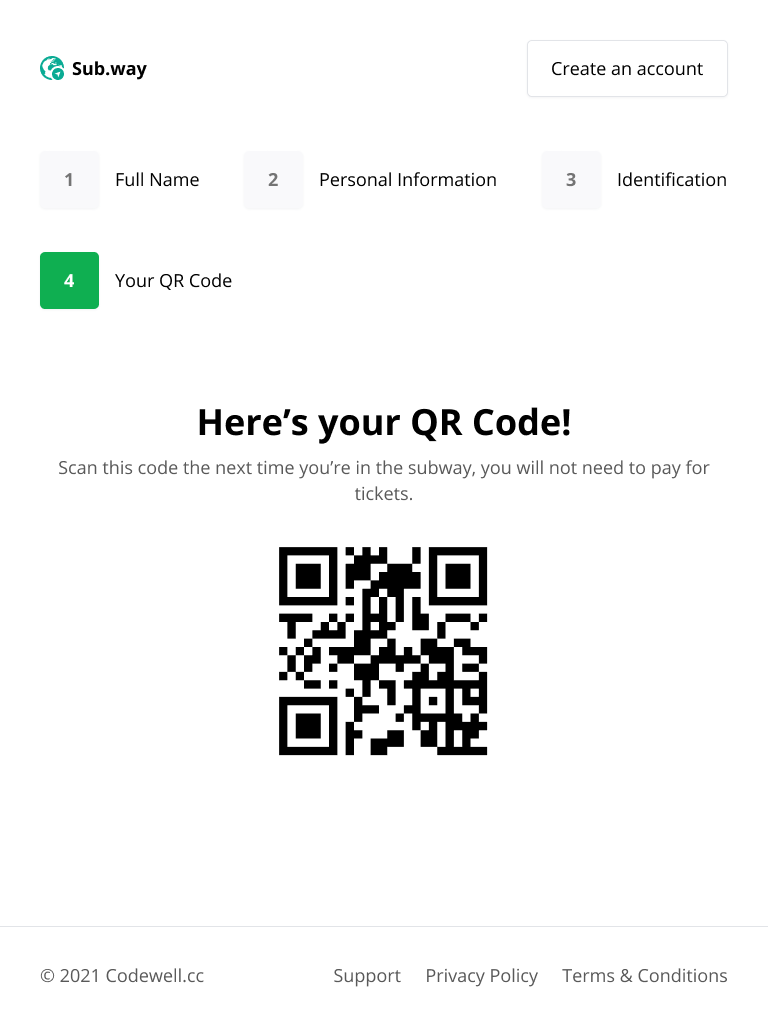 Sub.way
Create an account
1 Full Name
2 Personal Information
3 Identification
4 Your QR Code
Here’s your QR Code!
Scan this code the next time you’re in the subway, you will not need to pay for
tickets.
© 2021 Codewell.cc
Support
Privacy Policy
Terms & Conditions